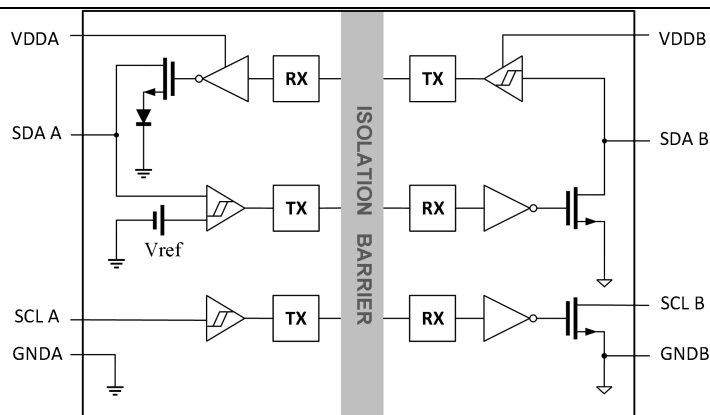 VDDA
VDDB
RX
TX
SDA A
SDA B
ISOLATION BARRIER
TX
RX
Vref
SCL A
TX
RX
SCL B
GNDA
GNDB